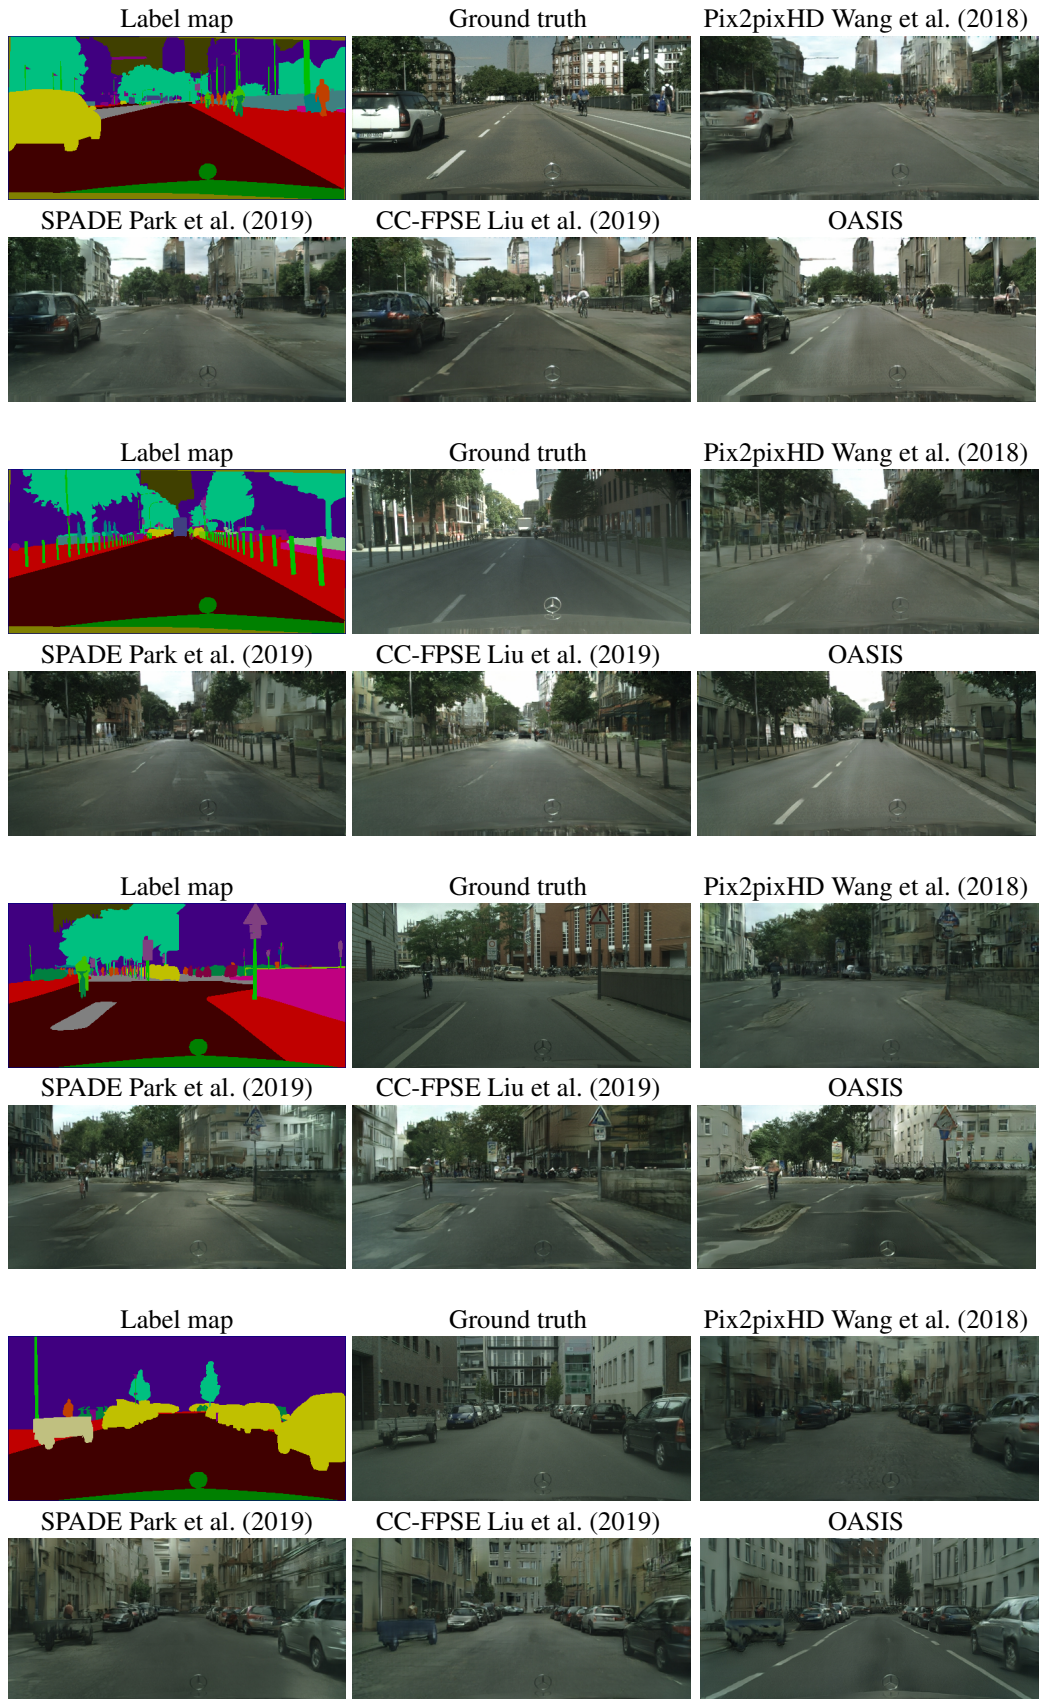 Label map Ground truth Pix2pixHD Wang et al. (2018)
SPADE Park et al. (2019) CC-FPSE Liu et al. (2019) OASIS
Label map Ground truth Pix2pixHD Wang et al. (2018)
SPADE Park et al. (2019) CC-FPSE Liu et al. (2019) OASIS
Label map Ground truth Pix2pixHD Wang et al. (2018)
SPADE Park et al. (2019) CC-FPSE Liu et al. (2019) OASIS
Label map Ground truth Pix2pixHD Wang et al. (2018)
SPADE Park et al. (2019) CC-FPSE Liu et al. (2019) OASIS